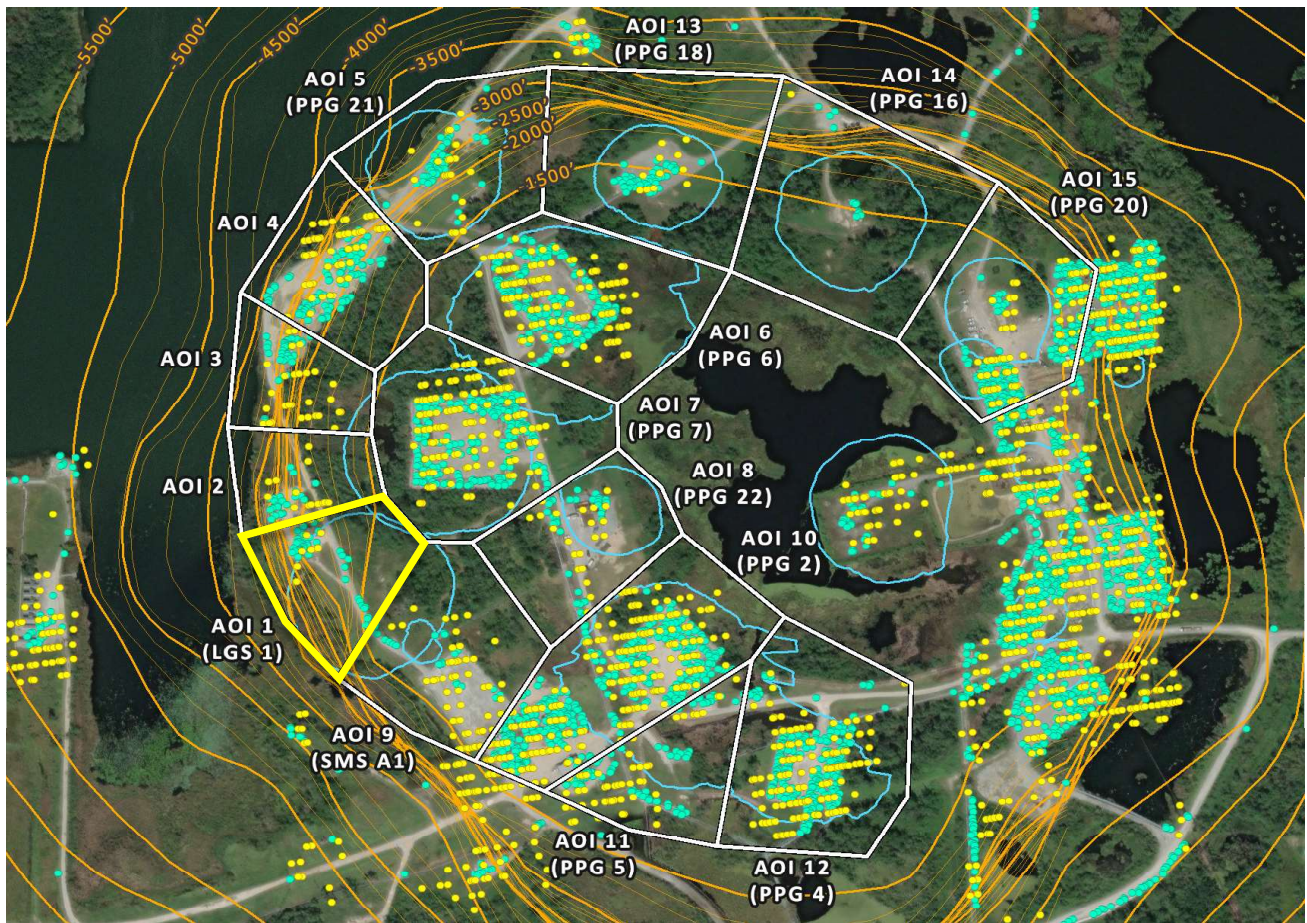 -5500'
-5000'
-4500'
-4000'
-3500'
-3000'
-2500'
-2000'
-1500'
AOI 13
(PPG 18)
AOI 5
(PPG 21)
AOI 14
(PPG 16)
AOI 15
(PPG 20)
AOI 4
AOI 3
AOI 6
(PPG 6)
AOI 7
(PPG 7)
AOI 2
AOI 8
(PPG 22)
AOI 10
(PPG 2)
AOI 1
(LGS 1)
AOI 9
(SMS A1)
AOI 11
(PPG 5)
AOI 12
(PPG 4)